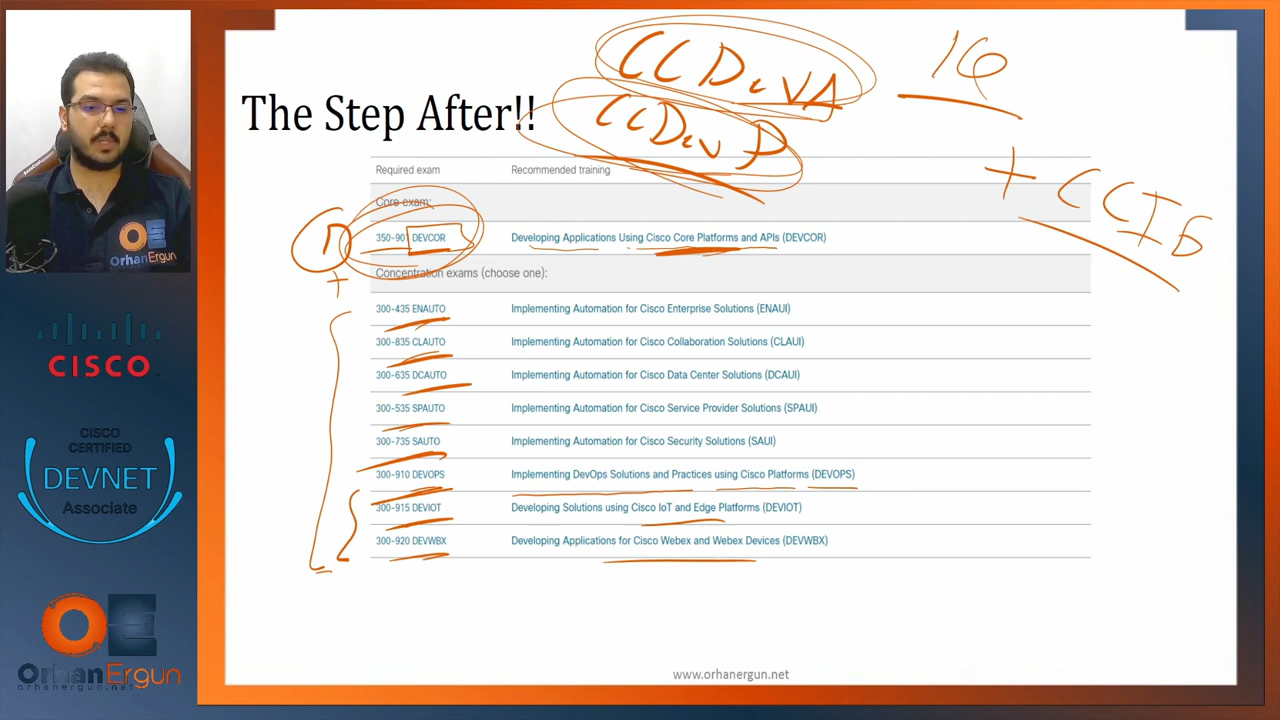 CCDevA
16
The Step After!!
CCDevP
+ CCIE
Required exam Recommended training
Core exam:
1
350-901 DEVCOR Developing Applications Using Cisco Core Platforms and APIs (DEVCOR)
+
Concentration exams (choose one):
300-435 ENAUTO Implementing Automation for Cisco Enterprise Solutions (ENAUI)
300-835 CLAUTO Implementing Automation for Cisco Collaboration Solutions (CLAUI)
300-635 DCAUTO Implementing Automation for Cisco Data Center Solutions (DCAUI)
300-535 SPAUTO Implementing Automation for Cisco Service Provider Solutions (SPAUI)
300-735 SAUTO Implementing Automation for Cisco Security Solutions (SAUI)
300-910 DEVOPS Implementing DevOps Solutions and Practices using Cisco Platforms (DEVOPS)
300-915 DEVIOT Developing Solutions using Cisco IoT and Edge Platforms (DEVIOT)
300-920 DEVWBX Developing Applications for Cisco Webex and Webex Devices (DEVWBX)
www.orhanergun.net
OE
OrhanErgun
CISCO
CISCO
CERTIFIED
DEVNET
Associate
OE
OrhanErgun
orhanergun.net